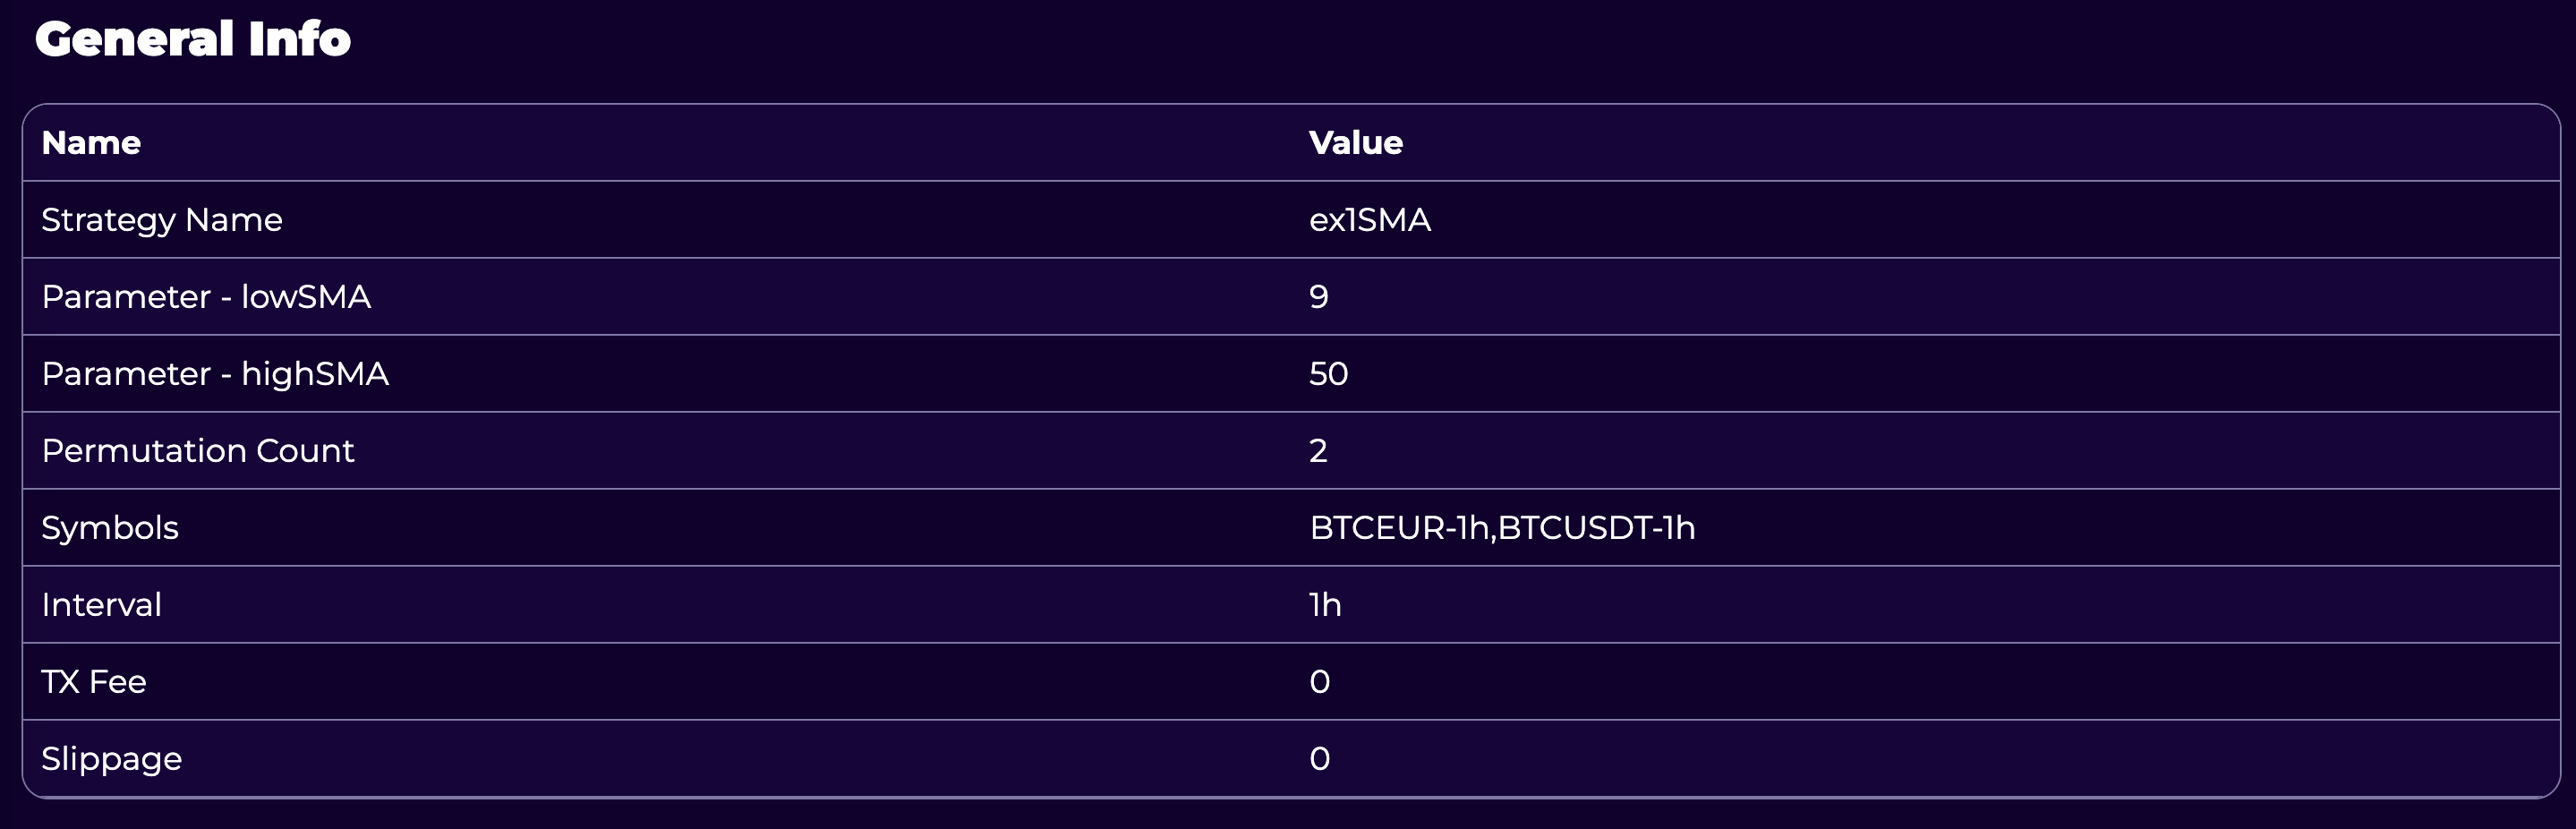 General Info
Name Value
Strategy Name ex1SMA
Parameter - lowSMA 9
Parameter - highSMA 50
Permutation Count 2
Symbols BTCEUR-1h,BTCUSDT-1h
Interval 1h
TX Fee 0
Slippage 0